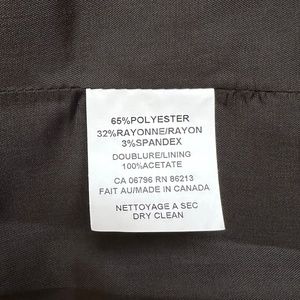 65%POLYESTER
32%RAYONNE/RAYON
3%SPANDEX
DOUBLURE/LINING
100%ACETATE
CA 06796 RN 86213
FAIT AU/MADE IN CANADA
NETTOYAGE A SEC
DRY CLEAN